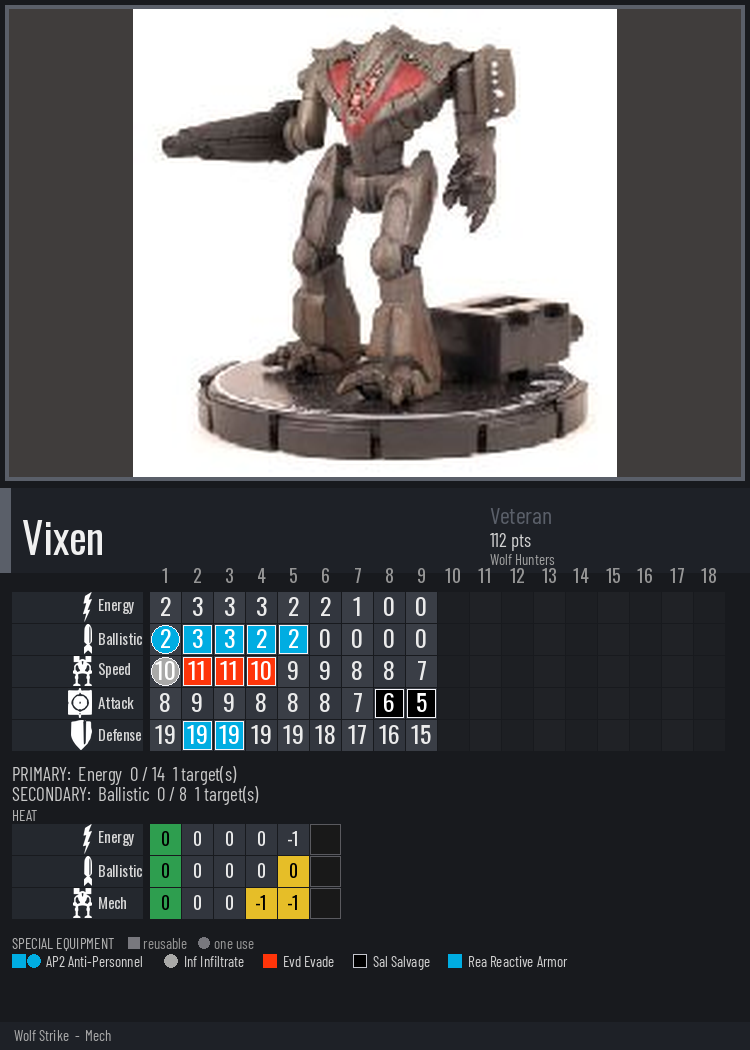 Vixen
Veteran
112 pts
Wolf Hunters
1 2 3 4 5 6 7 8 9 10 11 12 13 14 15 16 17 18
Energy 2 3 3 3 2 2 1 0 0
Ballistic 2 3 3 2 2 0 0 0 0
Speed 10 11 11 10 9 9 8 8 7
Attack 8 9 9 8 8 8 7 6 5
Defense 19 19 19 19 19 18 17 16 15
PRIMARY: Energy 0 / 14 1 target(s)
SECONDARY: Ballistic 0 / 8 1 target(s)
HEAT
Energy 0 0 0 0 -1
Ballistic 0 0 0 0 0
Mech 0 0 0 -1 -1
SPECIAL EQUIPMENT reusable one use
AP2 Anti-Personnel Inf Infiltrate Evd Evade Sal Salvage Rea Reactive Armor
Wolf Strike - Mech